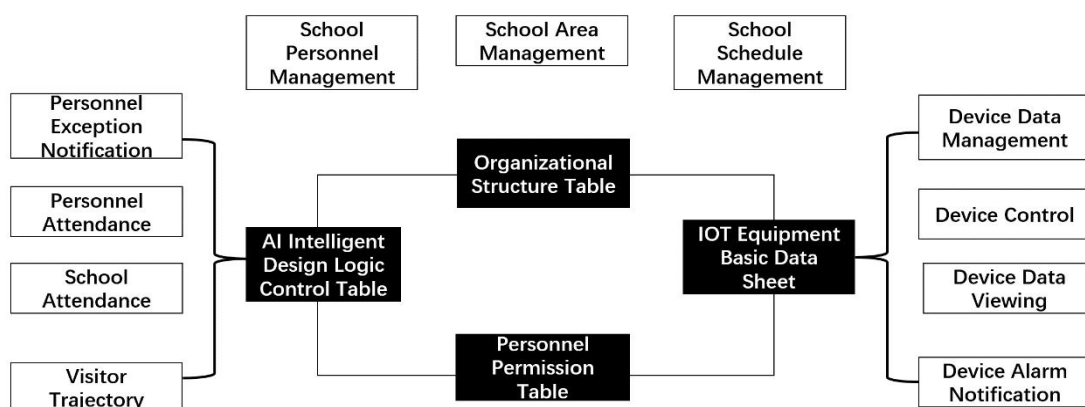 School
Personnel
Management
School Area
Management
School
Schedule
Management
Personnel
Exception
Notification
Personnel
Attendance
School
Attendance
Visitor
Trajectory
AI Intelligent
Design Logic
Control Table
Organizational
Structure Table
Personnel
Permission
Table
IOT Equipment
Basic Data
Sheet
Device Data
Management
Device Control
Device Data
Viewing
Device Alarm
Notification